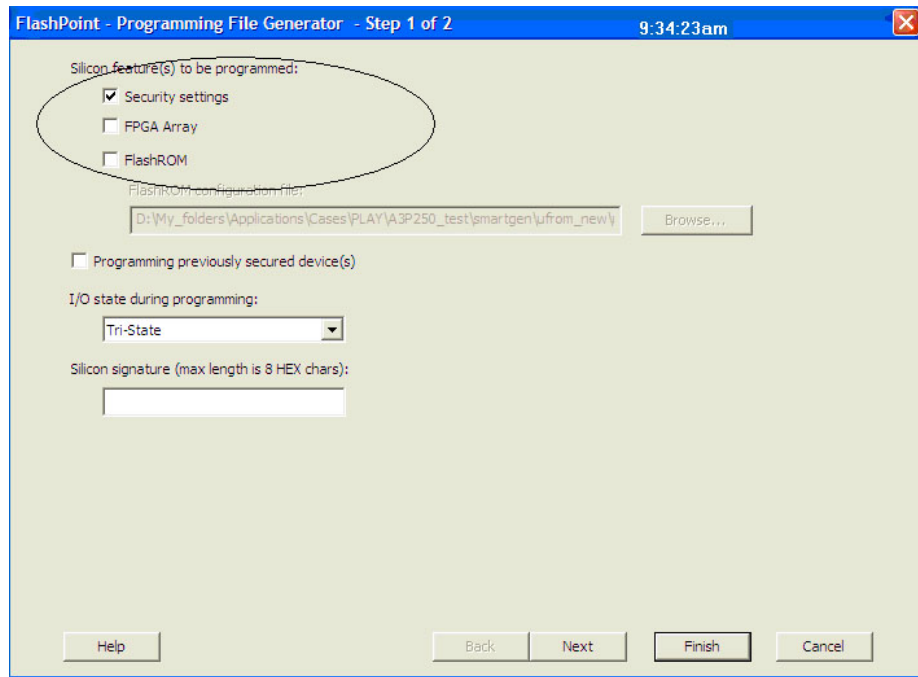 FlashPoint - Programming File Generator - Step 1 of 2 9:34:23am
Silicon feature(s) to be programmed:
Security settings
FPGA Array
FlashROM
FlashROM configuration file:
D:\My_folders\Applications\Cases\PLAY\A3P250_test\smartgen\ufrom_new\
Browse...
Programming previously secured device(s)
I/O state during programming:
Tri-State
Silicon signature (max length is 8 HEX chars):
Help Back Next Finish Cancel